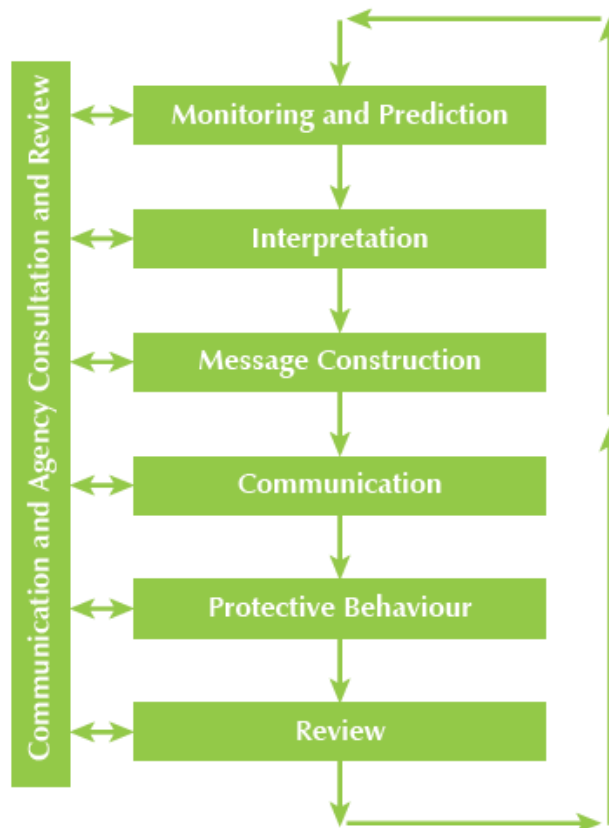 Communication and Agency Consultation and Review
Monitoring and Prediction
Interpretation
Message Construction
Communication
Protective Behaviour
Review